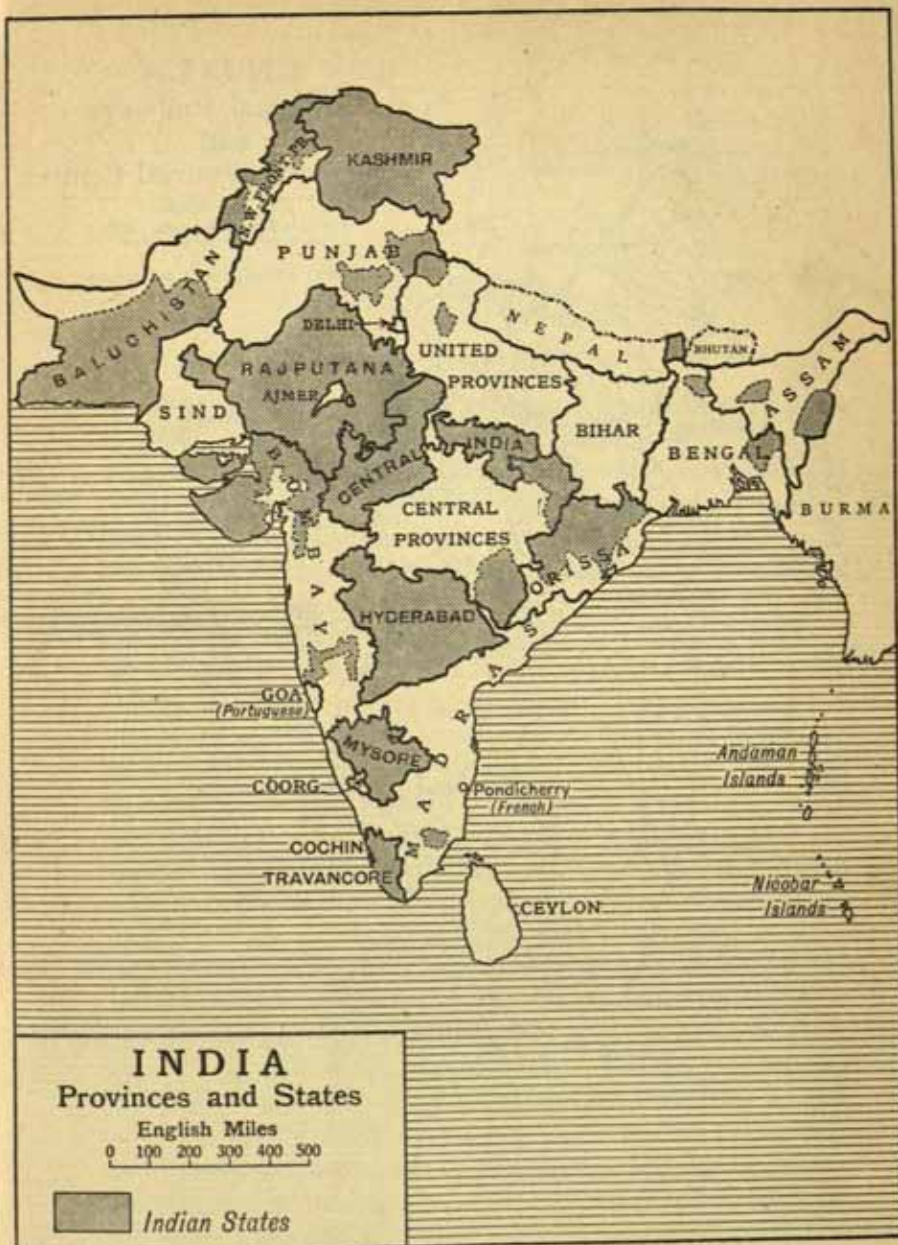 KASHMIR
N.W. FRONT. PR.
PUNJAB
BALUCHISTAN
DELHI
NEPAL
BHUTAN
ASSAM
RAJPUTANA
AJMER
UNITED
PROVINCES
SIND
BIHAR
CENTRAL INDIA
BENGAL
BURMA
CENTRAL
PROVINCES
BOMBAY
ORISSA
HYDERABAD
GOA
(Portuguese)
MADRAS
MYSORE
COORG
Pondicherry
(French)
Andaman
Islands
COCHIN
TRAVANCORE
CEYLON
Nicobar
Islands
INDIA
Provinces and States
English Miles
0 100 200 300 400 500
Indian States